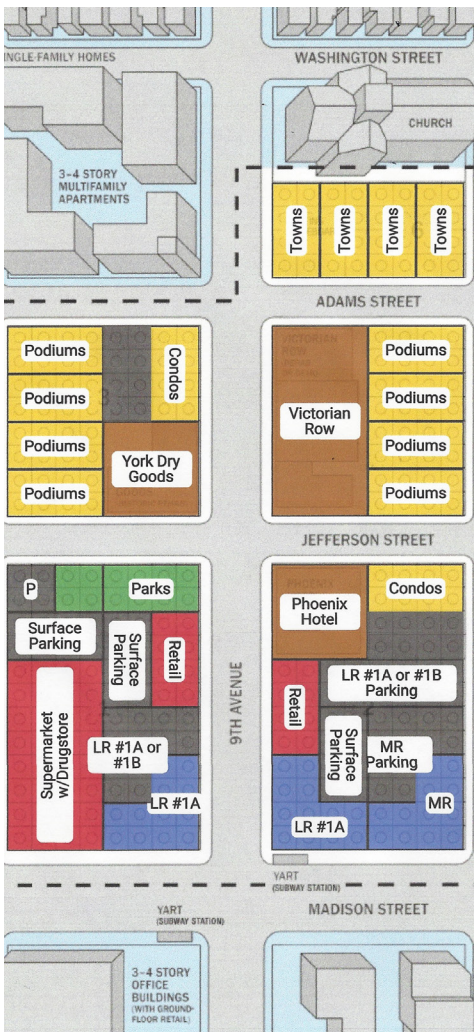 INGLE-FAMILY HOMES
WASHINGTON STREET
CHURCH
3–4 STORY
MULTIFAMILY
APARTMENTS
Towns
Towns
Towns
Towns
ADAMS STREET
Podiums
Podiums
Podiums
Podiums
Condos
York Dry
Goods
VICTORIAN
ROW
Victorian
Row
Podiums
Podiums
Podiums
Podiums
JEFFERSON STREET
P
Parks
Surface
Parking
Surface
Parking
Retail
Supermarket
w/Drugstore
LR #1A or
#1B
LR #1A
9TH AVENUE
PHOENIX
Phoenix
Hotel
Condos
LR #1A or #1B
Parking
Retail
Surface
Parking
MR
Parking
LR #1A
MR
YART
(SUBWAY STATION)
YART
(SUBWAY STATION)
MADISON STREET
3–4 STORY
OFFICE
BUILDINGS
(WITH GROUND-
FLOOR RETAIL)